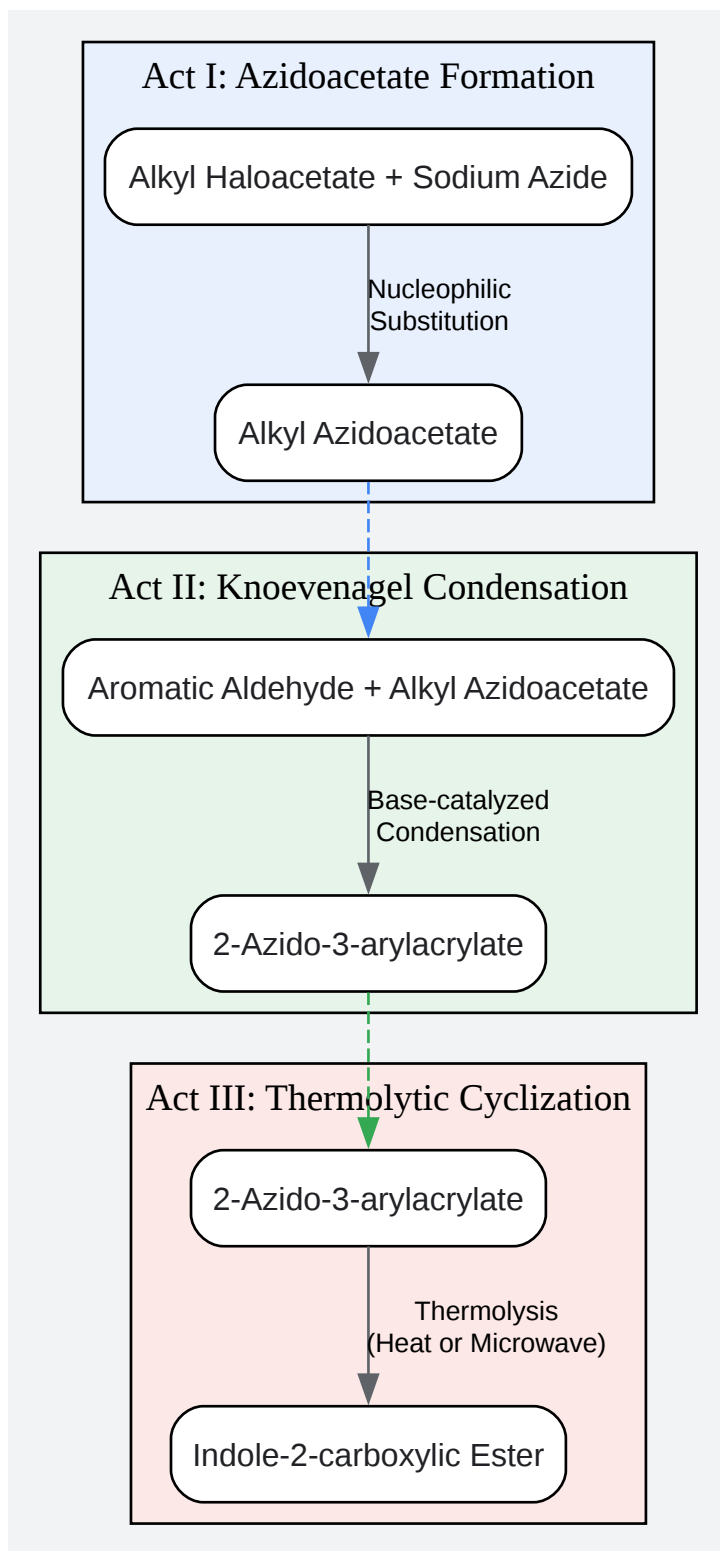 Act I: Azidoacetate Formation
Alkyl Haloacetate + Sodium Azide
Nucleophilic
Substitution
Alkyl Azidoacetate
Act II: Knoevenagel Condensation
Aromatic Aldehyde + Alkyl Azidoacetate
Base-catalyzed
Condensation
2-Azido-3-arylacrylate
Act III: Thermolytic Cyclization
2-Azido-3-arylacrylate
Thermolysis
(Heat or Microwave)
Indole-2-carboxylic Ester